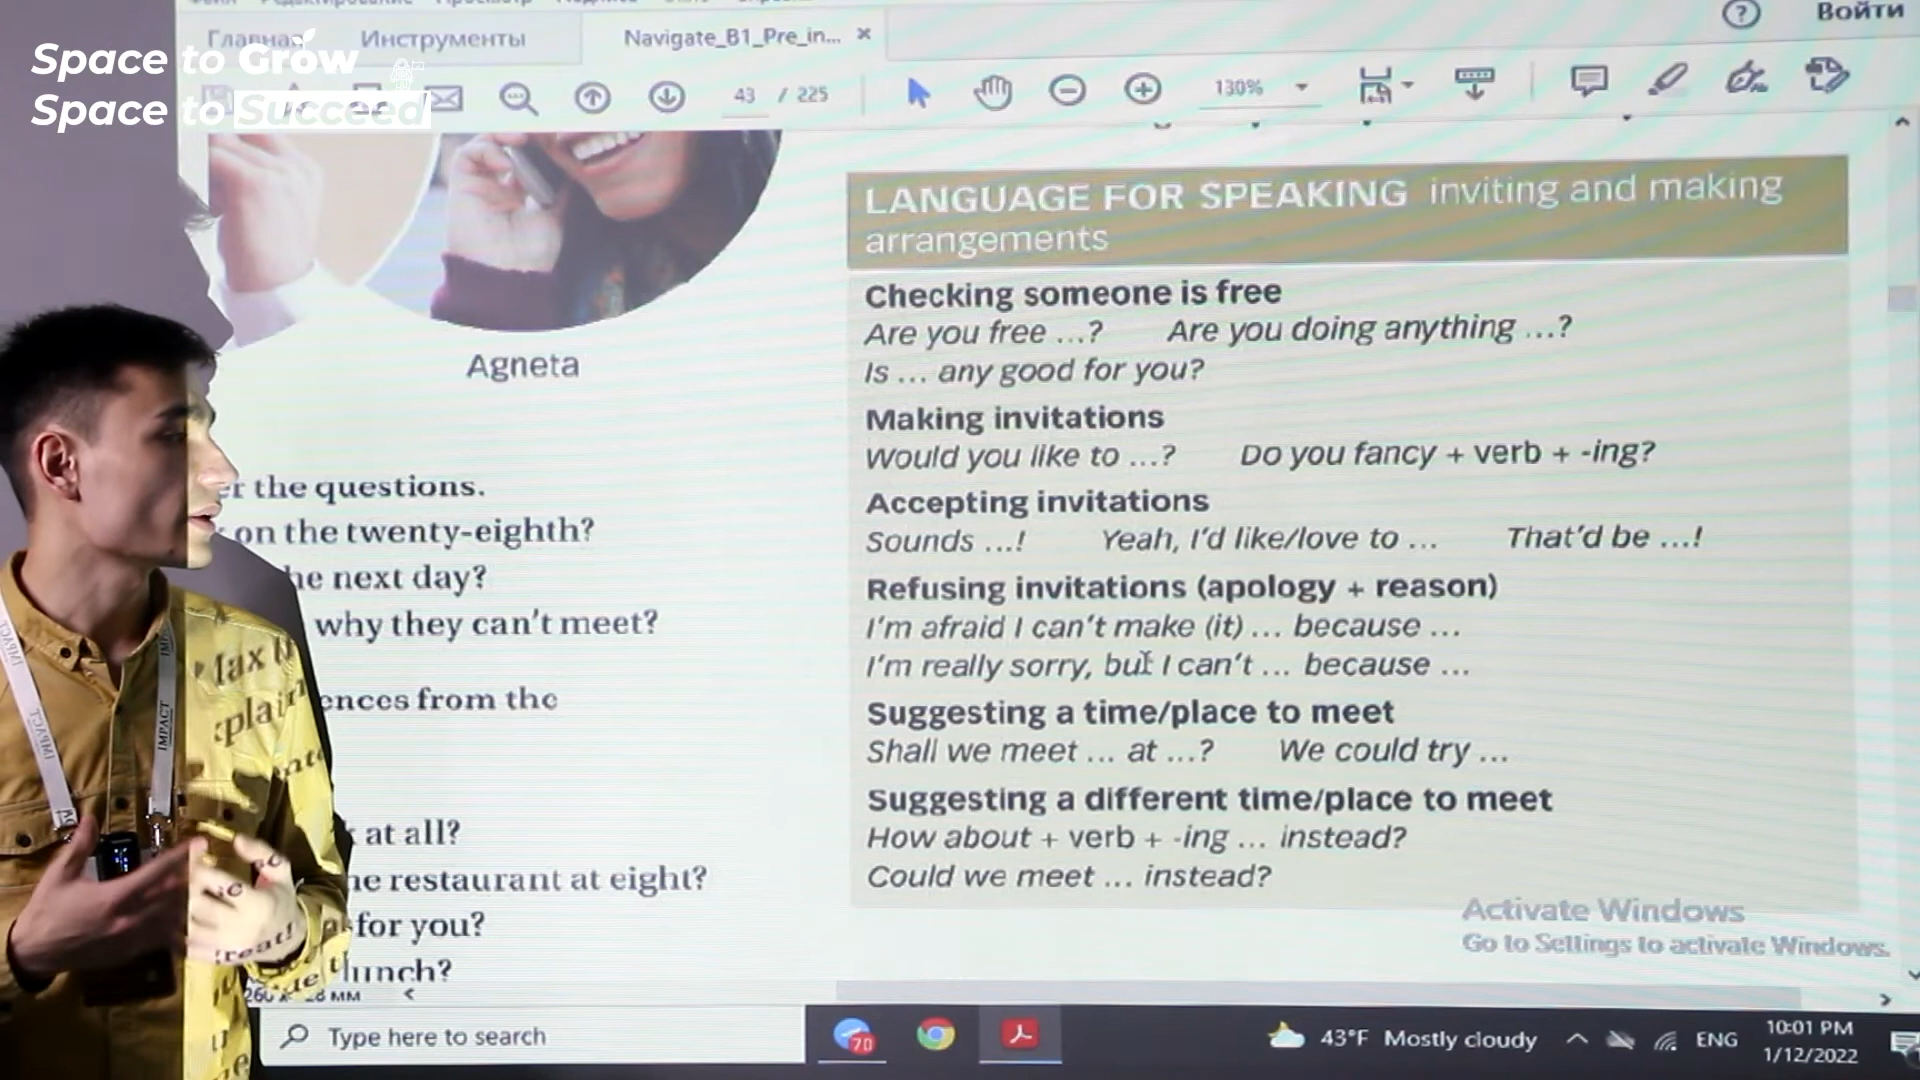 Войти
Главная
Инструменты
Navigate_B1_Pre_in...
Space to Grow
Space to Succeed
43 / 225
130%
LANGUAGE FOR SPEAKING inviting and making
arrangements
Checking someone is free
Are you free ...? Are you doing anything ...?
Is ... any good for you?
Making invitations
Would you like to ...? Do you fancy + verb + -ing?
Accepting invitations
Sounds ...! Yeah, I'd like/love to ... That'd be ...!
Refusing invitations (apology + reason)
I'm afraid I can't make (it) ... because ...
I'm really sorry, but I can't ... because ...
Suggesting a time/place to meet
Shall we meet ... at ...? We could try ...
Suggesting a different time/place to meet
How about + verb + -ing ... instead?
Could we meet ... instead?
Agneta
the questions.
on the twenty-eighth?
next day?
why they can't meet?
from the
at all?
restaurant at eight?
for you?
lunch?
IMPACT
Activate Windows
Go to Settings to activate Windows.
Type here to search
70
43°F Mostly cloudy
ENG
10:01 PM
1/12/2022